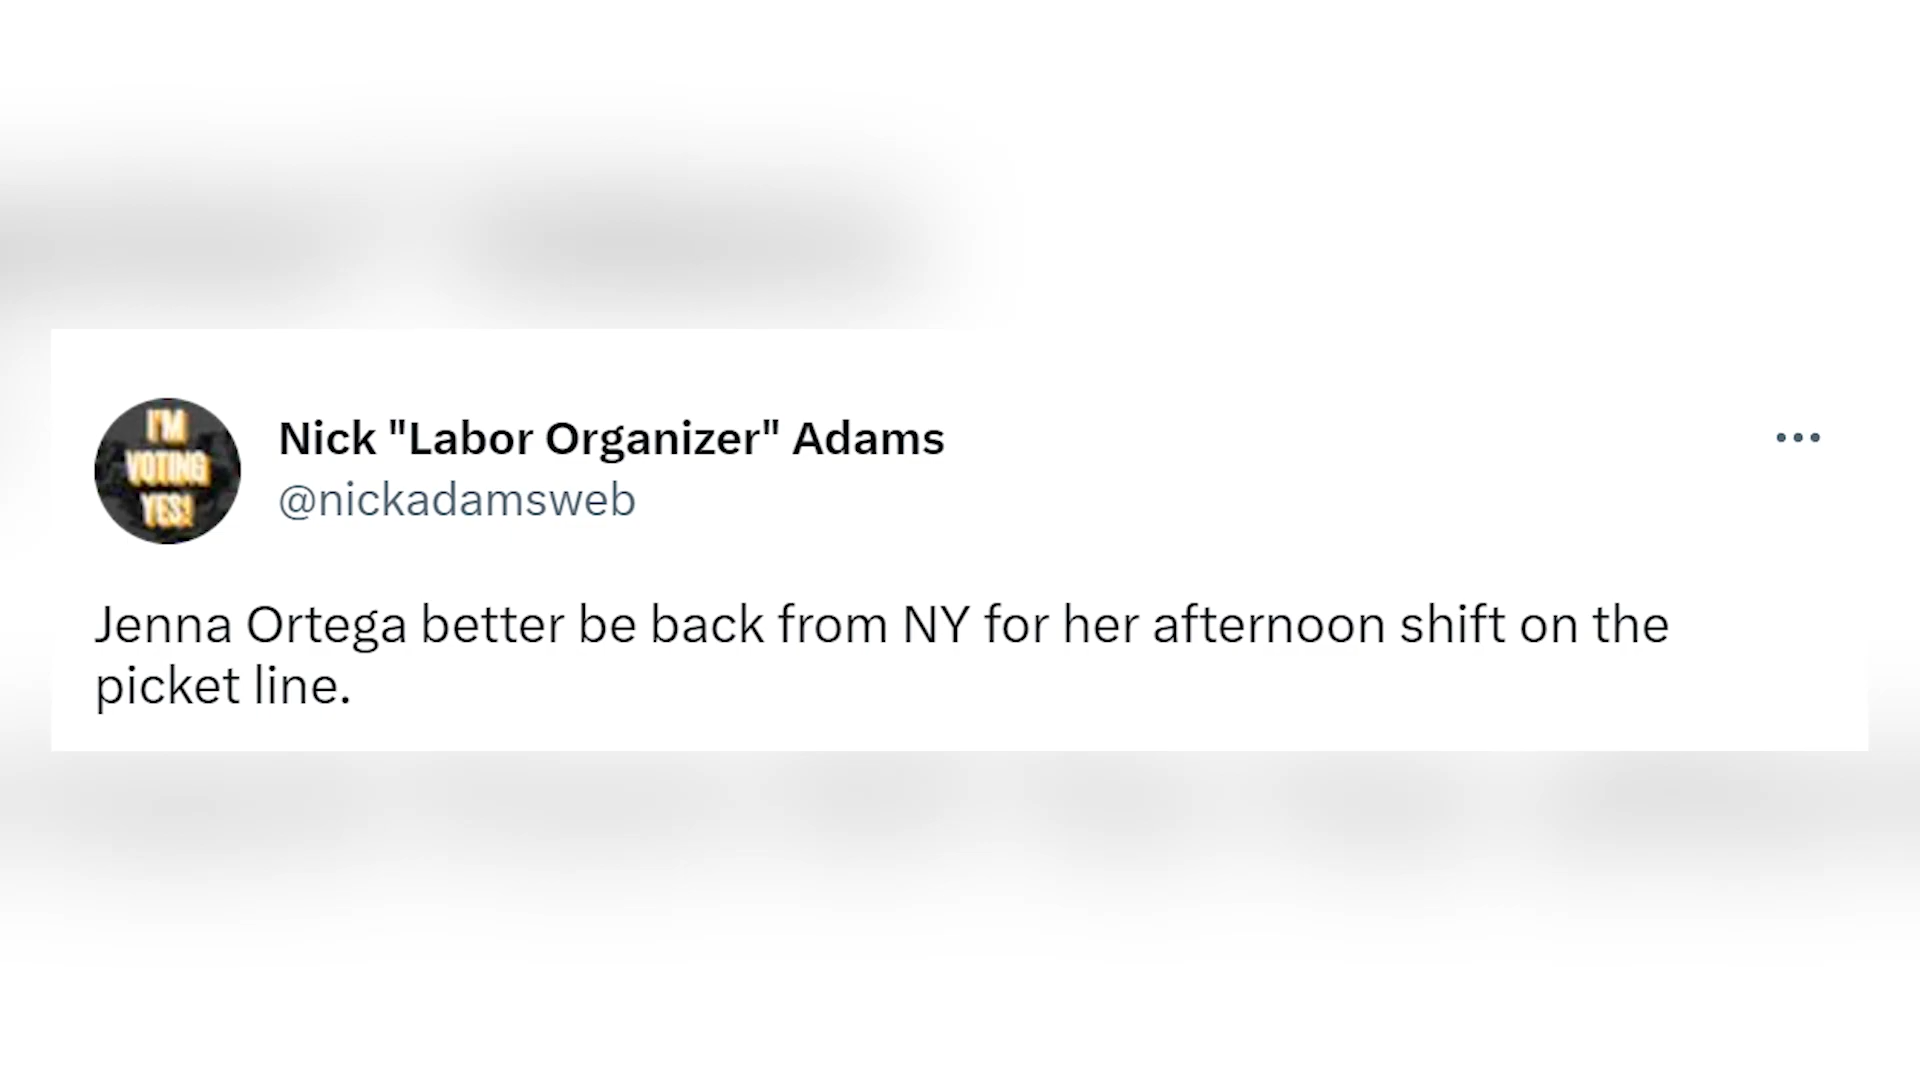 I'M
VOTING
YES!
Nick "Labor Organizer" Adams
@nickadamsweb
Jenna Ortega better be back from NY for her afternoon shift on the
picket line.